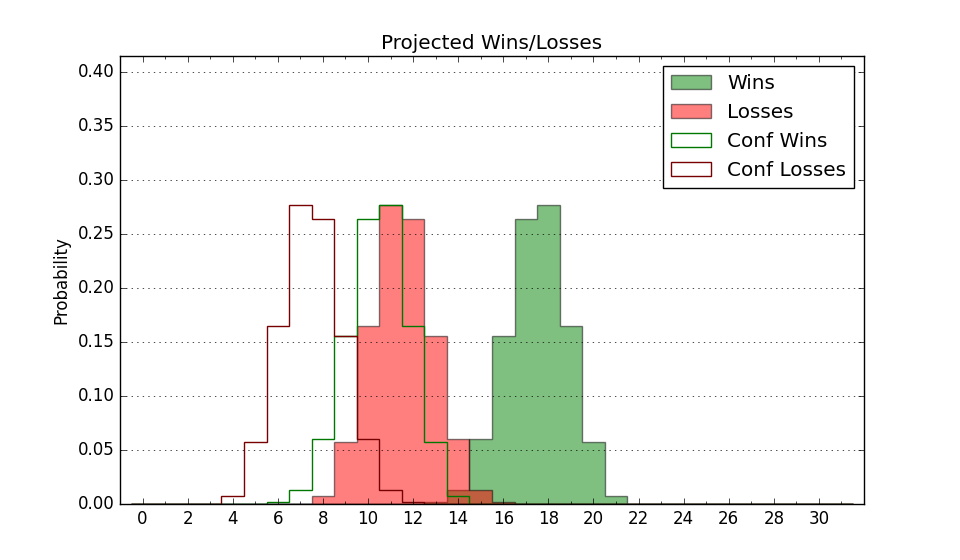 Projected Wins/Losses
0.40
0.35
0.30
0.25
0.20
0.15
0.10
0.05
0.00
Probability
Wins
Losses
Conf Wins
Conf Losses
0 2 4 6 8 10 12 14 16 18 20 22 24 26 28 30